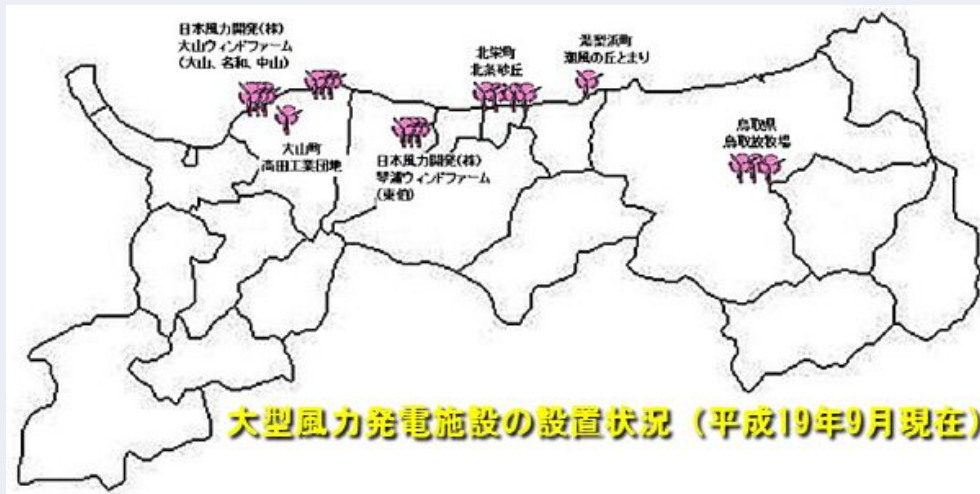 日本風力開発(株)
大山ウィンドファーム
(大山、名和、中山)
北栄町
北条砂丘
湯梨浜町
潮風の丘とまり
鳥取県
鳥取放牧場
大山町
高田工業団地
日本風力開発(株)
琴浦ウィンドファーム
(東伯)
大型風力発電施設の設置状況（平成19年9月現在）